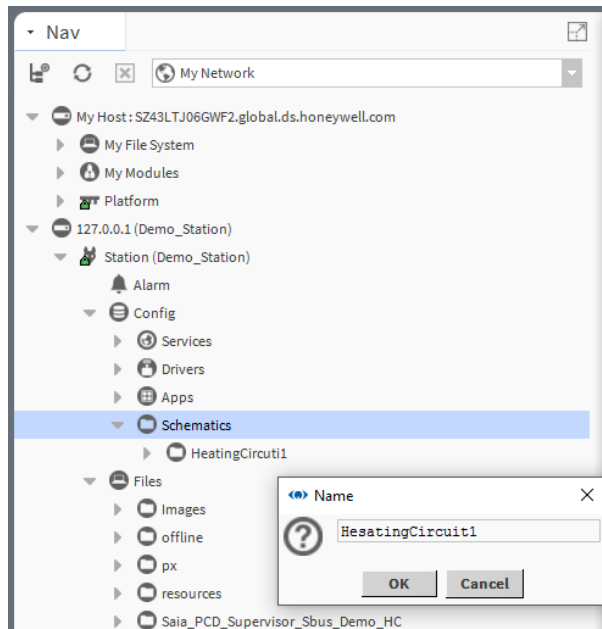 Nav
My Network
My Host : SZ43LTJ06GWF2.global.ds.honeywell.com
My File System
My Modules
Platform
127.0.0.1 (Demo_Station)
Station (Demo_Station)
Alarm
Config
Services
Drivers
Apps
Schematics
HeatingCircuti1
Files
Images
offline
px
resources
Saia_PCD_Supervisor_Sbus_Demo_HC
Name
HesatingCircuit1
OK Cancel